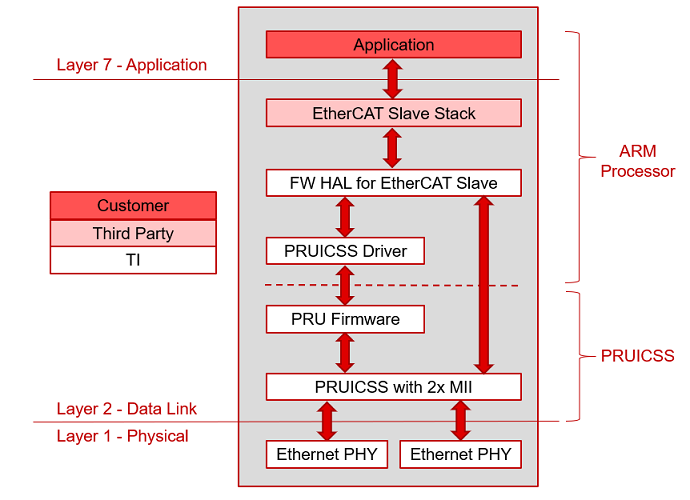 Application
Layer 7 - Application
EtherCAT Slave Stack
ARM
Processor
FW HAL for EtherCAT Slave
Customer
Third Party
TI
PRUICSS Driver
PRU Firmware
PRUICSS
PRUICSS with 2x MII
Layer 2 - Data Link
Layer 1 - Physical
Ethernet PHY
Ethernet PHY